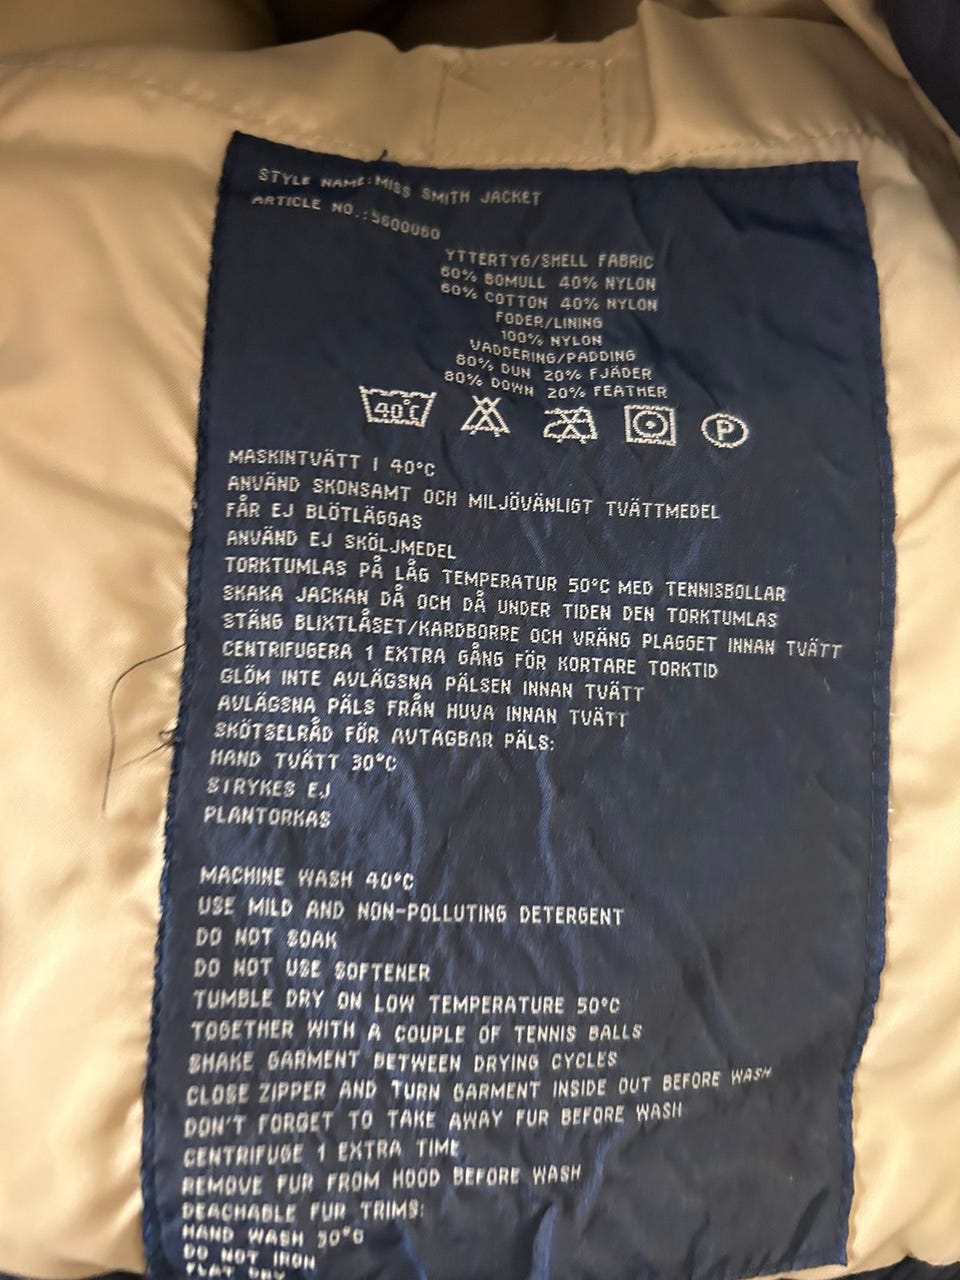 STYLE NAME:MISS SMITH JACKET
ARTICLE NO.:5600060
YTTERTYG/SHELL FABRIC
60% BOMULL 40% NYLON
60% COTTON 40% NYLON
FODER/LINING
100% NYLON
VADDERING/PADDING
80% DUN 20% FJÄDER
80% DOWN 20% FEATHER
40°C P
MASKINTVÄTT I 40°C
ANVÄND SKONSAMT OCH MILJÖVÄNLIGT TVÄTTMEDEL
FÅR EJ BLÖTLÄGGAS
ANVÄND EJ SKÖLJMEDEL
TORKTUMLAS PÅ LÅG TEMPERATUR 50°C MED TENNISBOLLAR
SKAKA JACKAN DÅ OCH DÅ UNDER TIDEN DEN TORKTUMLAS
STÄNG BLIXTLÅSET/KARDBORRE OCH VRÄNG PLAGGET INNAN TVÄTT
CENTRIFUGERA 1 EXTRA GÅNG FÖR KORTARE TORKTID
GLÖM INTE AVLÄGSNA PÄLSEN INNAN TVÄTT
AVLÄGSNA PÄLS FRÅN HUVA INNAN TVÄTT
SKÖTSELRÅD FÖR AVTAGBAR PÄLS:
HAND TVÄTT 30°C
STRYKES EJ
PLANTORKAS
MACHINE WASH 40°C
USE MILD AND NON-POLLUTING DETERGENT
DO NOT SOAK
DO NOT USE SOFTENER
TUMBLE DRY ON LOW TEMPERATURE 50°C
TOGETHER WITH A COUPLE OF TENNIS BALLS
SHAKE GARMENT BETWEEN DRYING CYCLES
CLOSE ZIPPER AND TURN GARMENT INSIDE OUT BEFORE WASH
DON'T FORGET TO TAKE AWAY FUR BEFORE WASH
CENTRIFUGE 1 EXTRA TIME
REMOVE FUR FROM HOOD BEFORE WASH
DEACHABLE FUR TRIMS:
HAND WASH 30°C
DO NOT IRON
FLAT DRY